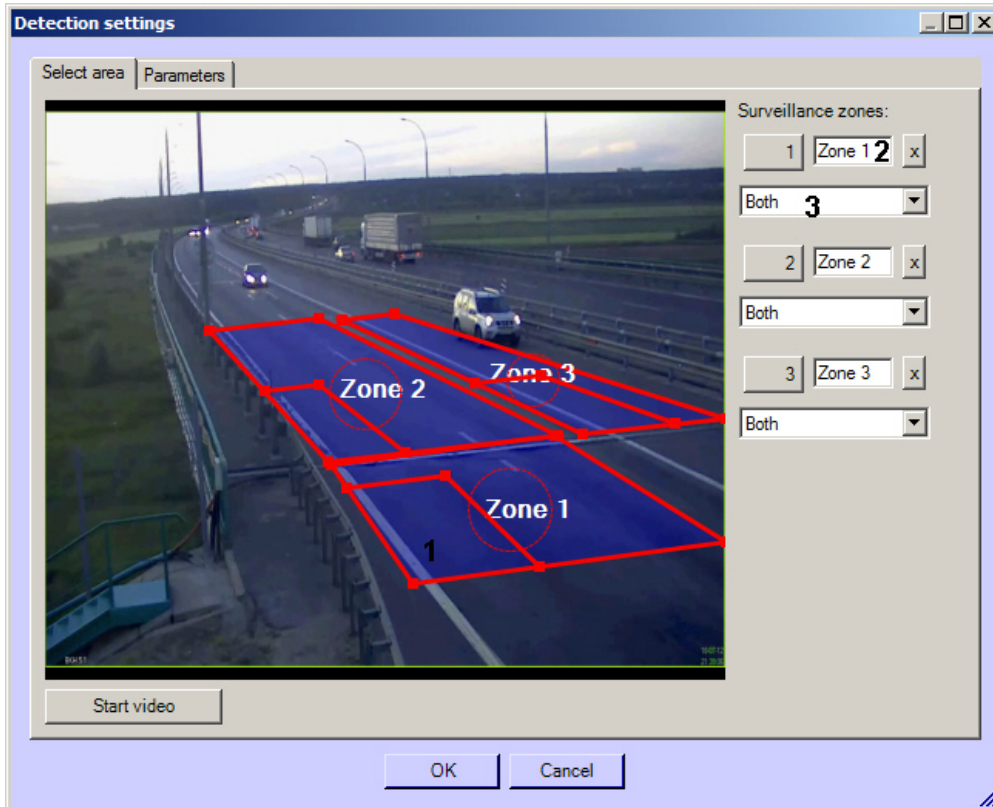 Detection settings
Select area
Parameters
Surveillance zones:
1
Zone 1
2
x
Both
3
2
Zone 2
x
Both
3
Zone 3
x
Both
Zone 3
Zone 2
Zone 1
1
Start video
OK
Cancel